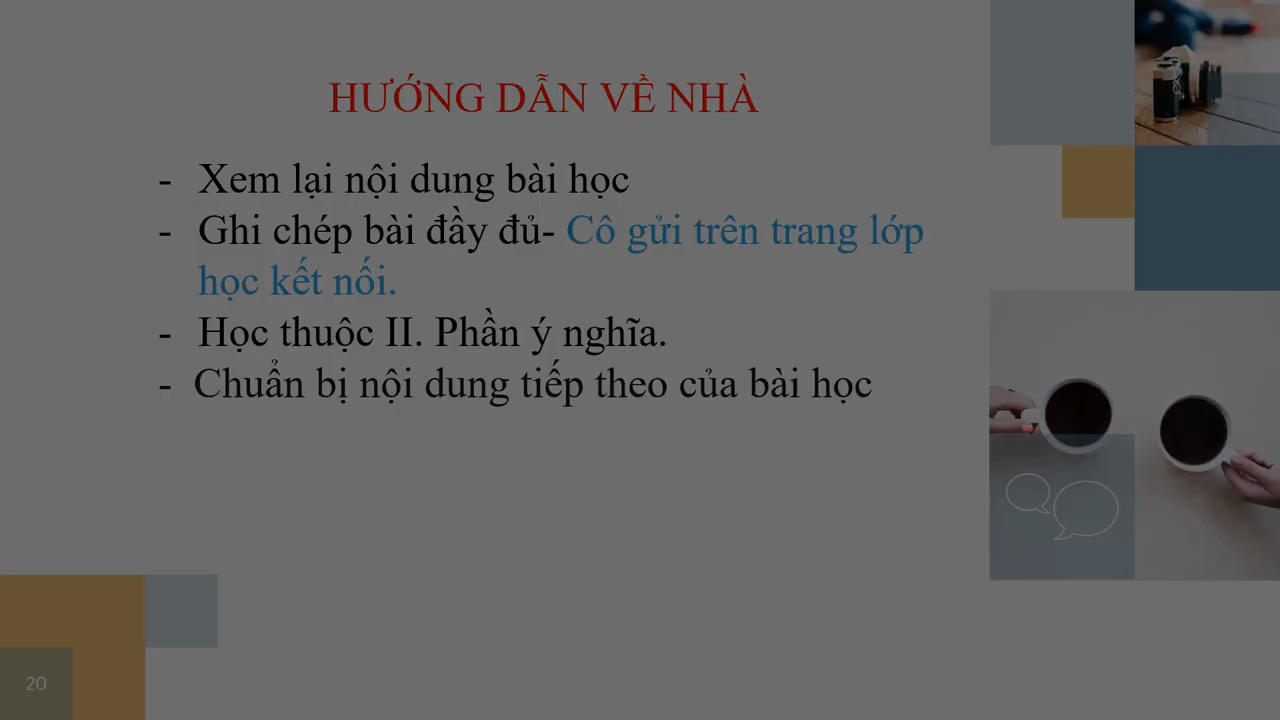 HƯỚNG DẪN VỀ NHÀ
- Xem lại nội dung bài học
- Ghi chép bài đầy đủ- Cô gửi trên trang lớp
học kết nối.
- Học thuộc II. Phần ý nghĩa.
- Chuẩn bị nội dung tiếp theo của bài học
20